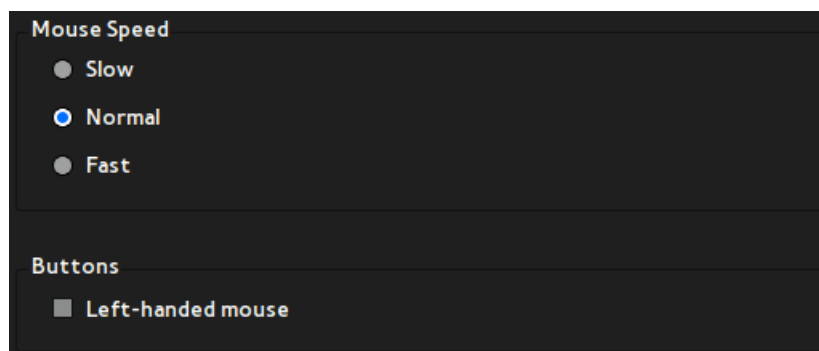 Mouse Speed
Slow
Normal
Fast
Buttons
Left-handed mouse